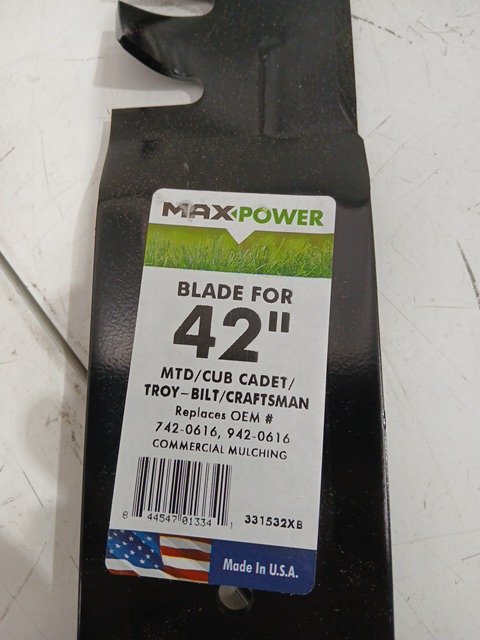 MAXPOWER
BLADE FOR
42"
MTD/CUB CADET/
TROY-BILT/CRAFTSMAN
Replaces OEM #
742-0616, 942-0616
COMMERCIAL MULCHING
8 44547 01334 1
331532XB
Made In U.S.A.